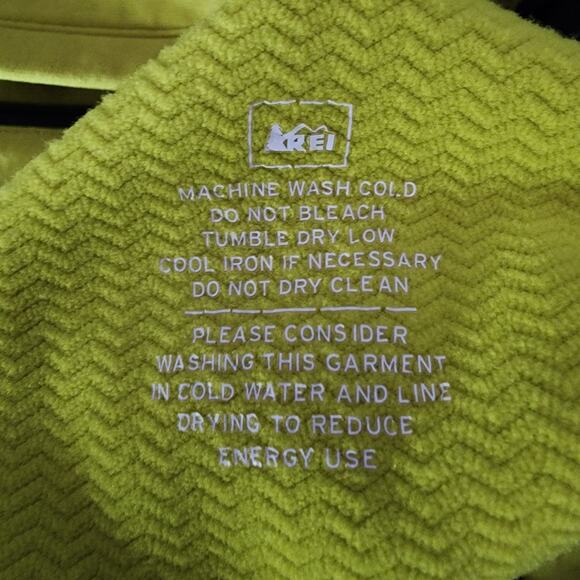 REI
MACHINE WASH COLD
DO NOT BLEACH
TUMBLE DRY LOW
COOL IRON IF NECESSARY
DO NOT DRY CLEAN
PLEASE CONSIDER
WASHING THIS GARMENT
IN COLD WATER AND LINE
DRYING TO REDUCE
ENERGY USE